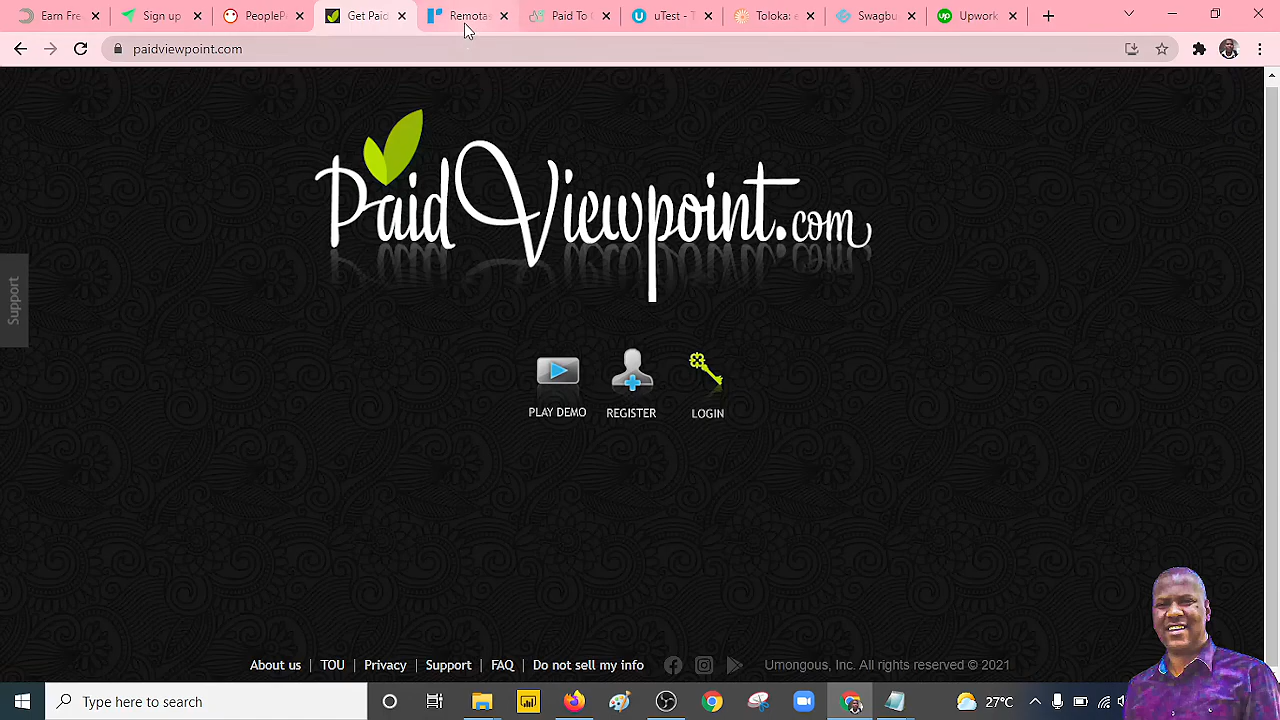 Earn Fre
Sign up
PeopleP
Get Paid
Remotas
Paid To C
uTest - T
Toloka: e
Swagbu
Upwork
paidviewpoint.com
PaidViewpoint.com
Support
PLAY DEMO
REGISTER
LOGIN
About us | TOU | Privacy | Support | FAQ | Do not sell my info
Umongous, Inc. All rights reserved © 2021
Type here to search
27°C